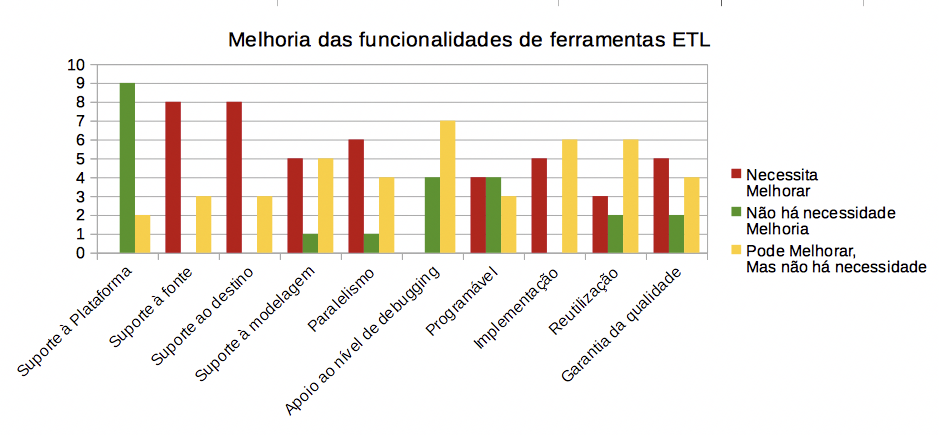 Melhoria das funcionalidades de ferramentas ETL
10
9
8
7
6
5
4
3
2
1
0
Suporte à Plataforma
Suporte à fonte
Suporte ao destino
Suporte à modelagem
Paralelismo
Apoio ao nível de debugging
Programável
Implementação
Reutilização
Garantia da qualidade
Necessita
Melhorar
Não há necessidade
Melhoria
Pode Melhorar,
Mas não há necessidade